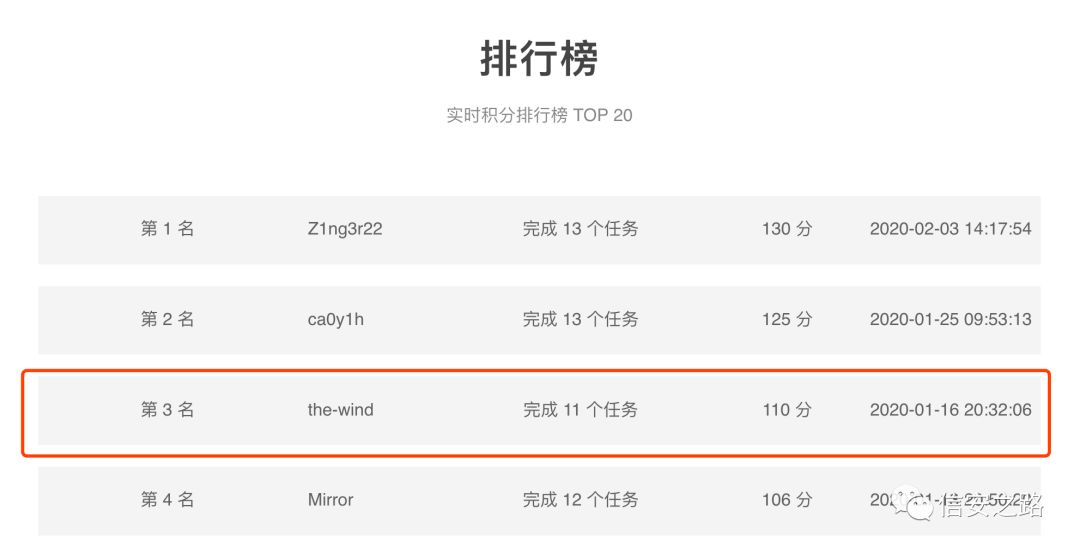 排行榜
实时积分排行榜 TOP 20
第 1 名 Z1ng3r22 完成 13 个任务 130 分 2020-02-03 14:17:54
第 2 名 ca0y1h 完成 13 个任务 125 分 2020-01-25 09:53:13
第 3 名 the-wind 完成 11 个任务 110 分 2020-01-16 20:32:06
第 4 名 Mirror 完成 12 个任务 106 分
信安之路